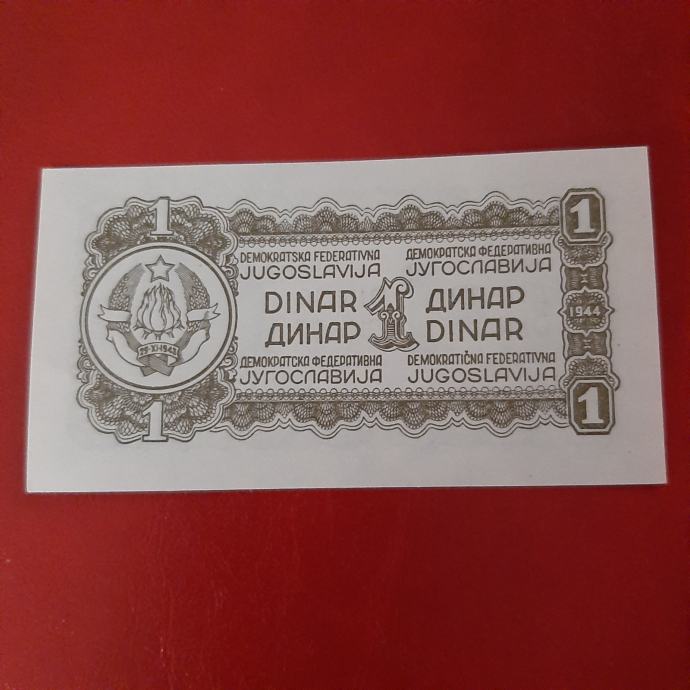 1
1
DEMOKRATSKA FEDERATIVNA
JUGOSLAVIJA
ДЕМОКРАТСКА ФЕДЕРАТИВНА
ЈУГОСЛАВИЈА
DINAR
ДИНАР
1
ДИНАР
DINAR
1944
29·XI·1943
ДЕМОКРАТСКА ФЕДЕРАТИВНА
ЈУГОСЛАВИЈА
DEMOKRATIČNA FEDERATIVNA
JUGOSLAVIJA
1
1